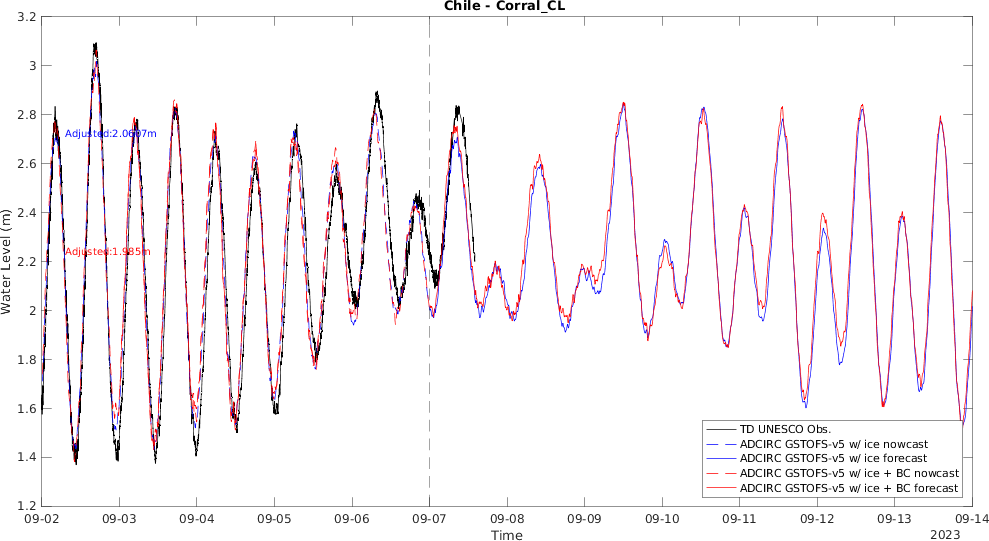 Chile - Corral_CL
3.2
3
2.8
2.6
2.4
2.2
2
1.8
1.6
1.4
1.2
Water Level (m)
Adjusted:2.0607m
Adjusted:1.985m
TD UNESCO Obs.
ADCIRC GSTOFS-v5 w/ ice nowcast
ADCIRC GSTOFS-v5 w/ ice forecast
ADCIRC GSTOFS-v5 w/ ice + BC nowcast
ADCIRC GSTOFS-v5 w/ ice + BC forecast
09-02 09-03 09-04 09-05 09-06 09-07 09-08 09-09 09-10 09-11 09-12 09-13 09-14
Time
2023